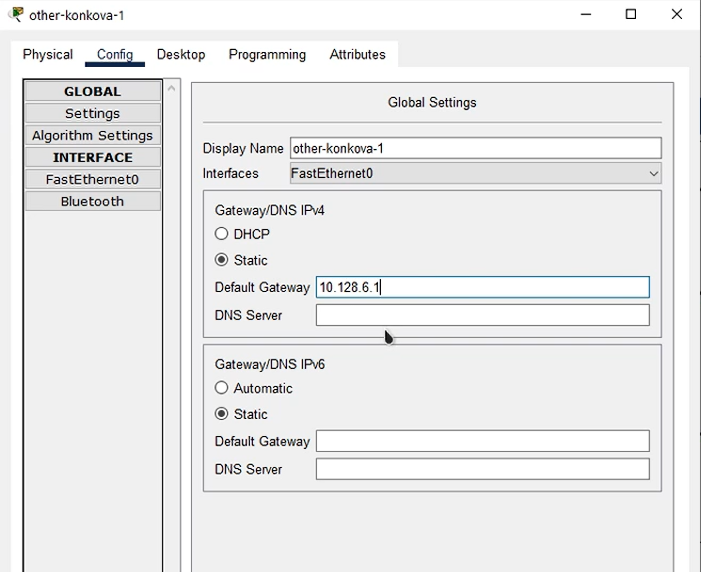 other-konkova-1
Physical Config Desktop Programming Attributes
GLOBAL
Settings
Algorithm Settings
INTERFACE
FastEthernet0
Bluetooth
Global Settings
Display Name other-konkova-1
Interfaces FastEthernet0
Gateway/DNS IPv4
DHCP
Static
Default Gateway 10.128.6.1
DNS Server
Gateway/DNS IPv6
Automatic
Static
Default Gateway
DNS Server